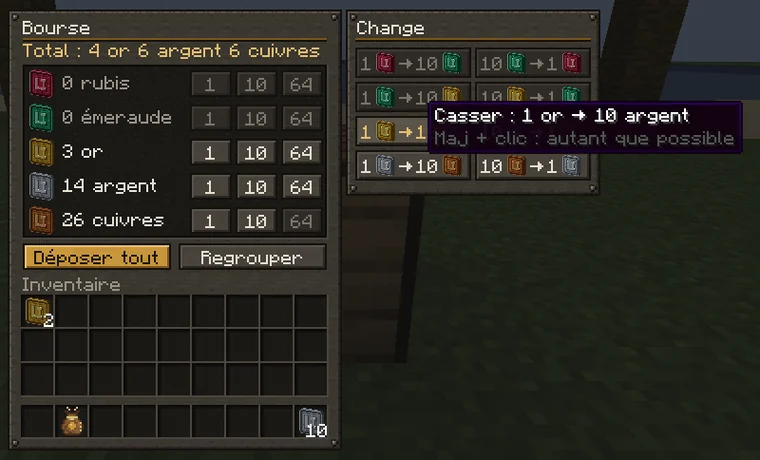 Bourse
Total : 4 or 6 argent 6 cuivres
0 rubis 1 10 64
0 émeraude 1 10 64
3 or 1 10 64
14 argent 1 10 64
26 cuivres 1 10 64
Déposer tout Regrouper
Inventaire
2
10
Change
1 → 10 10 → 1
1 → 10
Casser : 1 or → 10 argent
Maj + clic : autant que possible
1 → 1
1 → 10 10 → 1